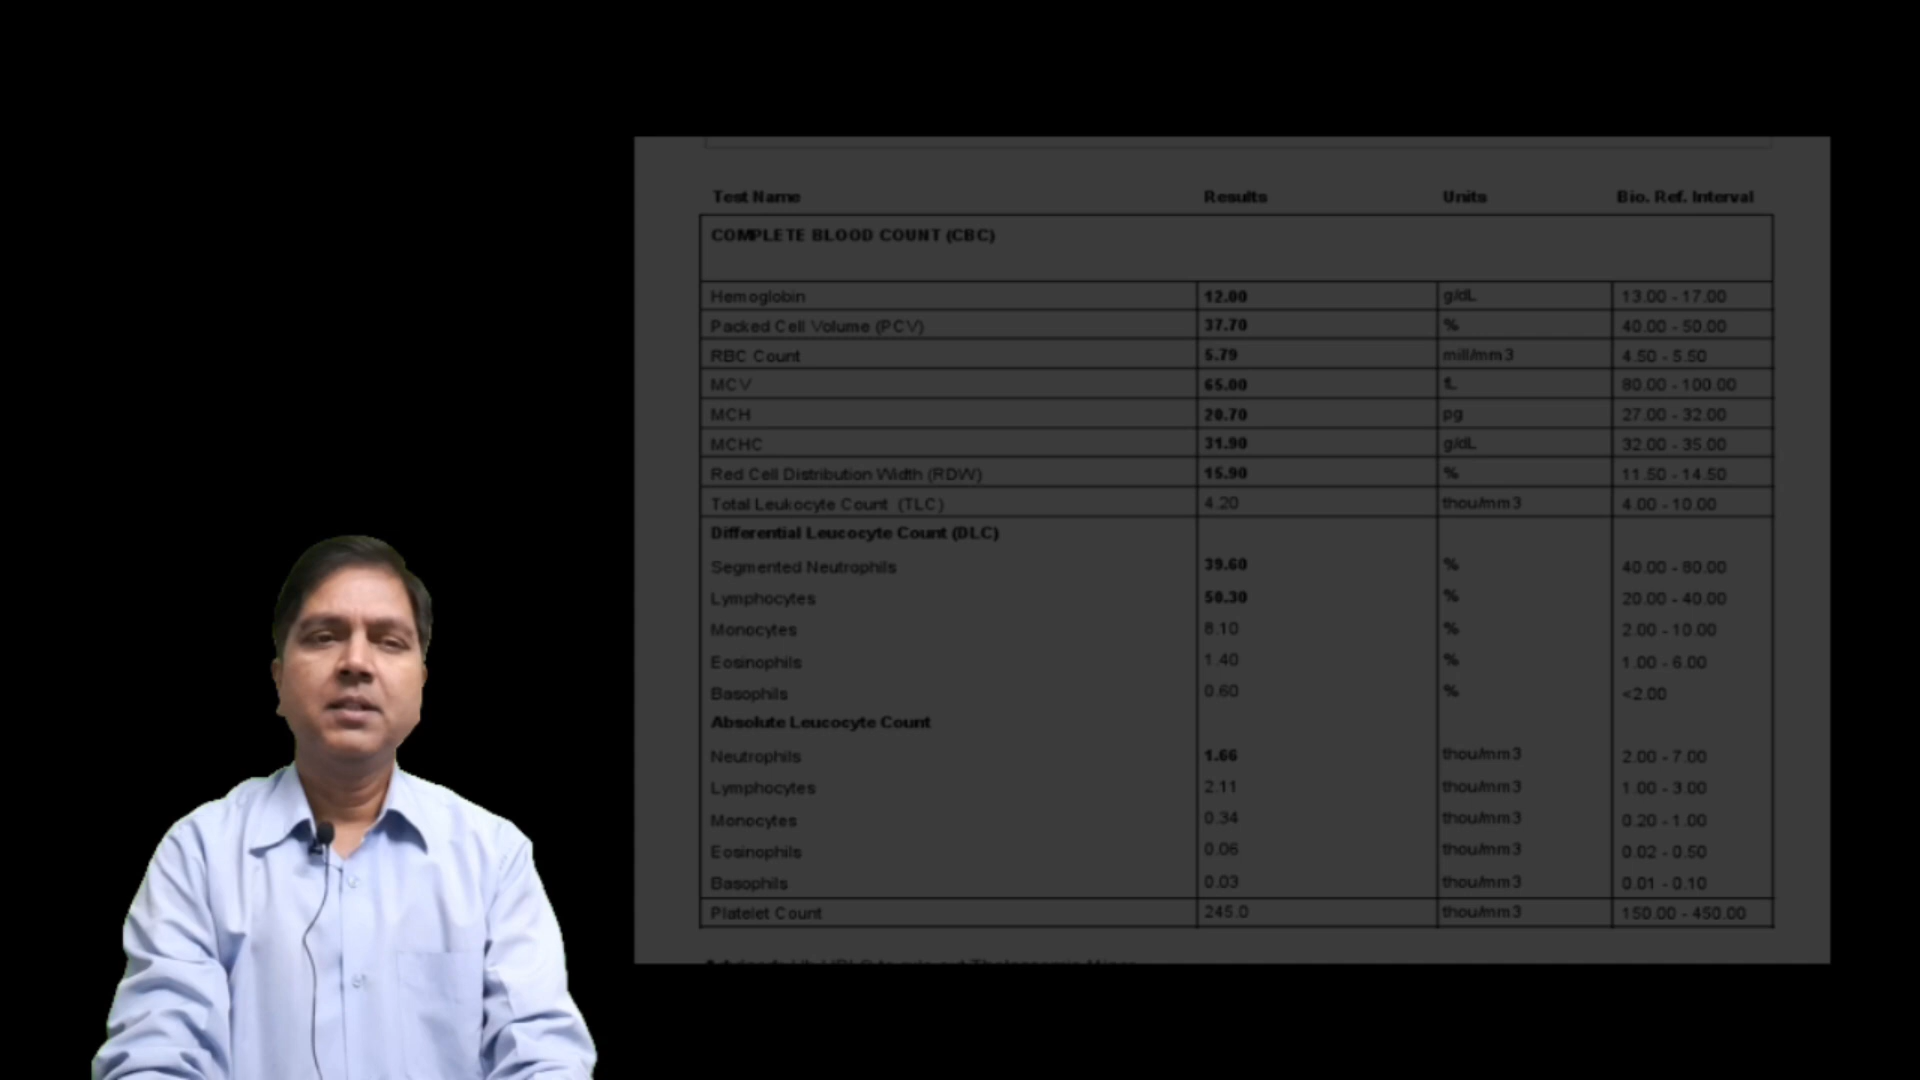 Test Name Results Units Bio. Ref. Interval
COMPLETE BLOOD COUNT (CBC)
Hemoglobin 12.00 g/dL 13.00 - 17.00
Packed Cell Volume (PCV) 37.70 % 40.00 - 50.00
RBC Count 5.79 mill/mm3 4.50 - 5.50
MCV 65.00 fL 80.00 - 100.00
MCH 20.70 pg 27.00 - 32.00
MCHC 31.90 g/dL 32.00 - 35.00
Red Cell Distribution Width (RDW) 15.90 % 11.50 - 14.50
Total Leukocyte Count (TLC) 4.20 thou/mm3 4.00 - 10.00
Differential Leucocyte Count (DLC)
Segmented Neutrophils 39.60 % 40.00 - 80.00
Lymphocytes 50.30 % 20.00 - 40.00
Monocytes 8.10 % 2.00 - 10.00
Eosinophils 1.40 % 1.00 - 6.00
Basophils 0.60 % <2.00
Absolute Leucocyte Count
Neutrophils 1.66 thou/mm3 2.00 - 7.00
Lymphocytes 2.11 thou/mm3 1.00 - 3.00
Monocytes 0.34 thou/mm3 0.20 - 1.00
Eosinophils 0.06 thou/mm3 0.02 - 0.50
Basophils 0.03 thou/mm3 0.01 - 0.10
Platelet Count 245.0 thou/mm3 150.00 - 450.00